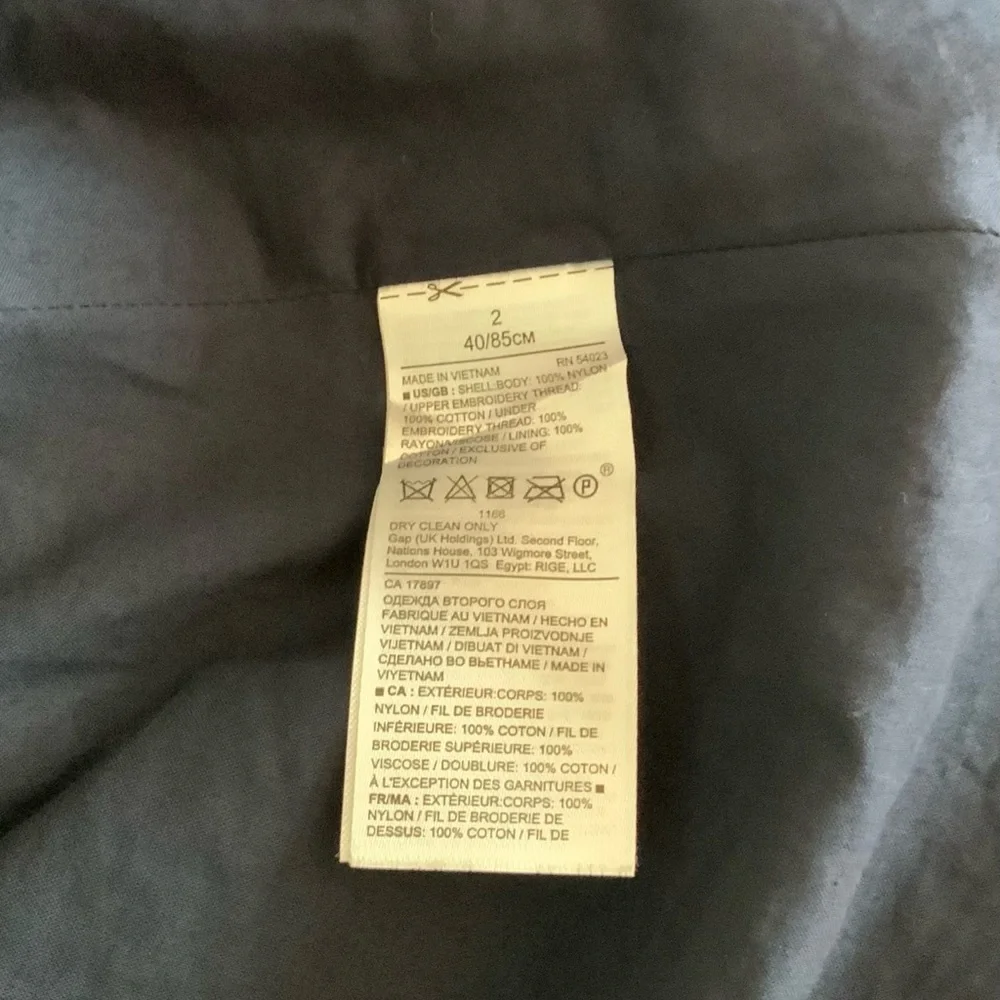 2
40/85CM
RN 54023
MADE IN VIETNAM
■ US/GB : SHELL:BODY: 100% NYLON
/ UPPER EMBROIDERY THREAD:
100% COTTON / UNDER
EMBROIDERY THREAD: 100%
RAYON/VISCOSE / LINING: 100%
COTTON / EXCLUSIVE OF
DECORATION
P ®
1166
DRY CLEAN ONLY
Gap (UK Holdings) Ltd. Second Floor,
Nations House, 103 Wigmore Street,
London W1U 1QS Egypt: RIGE, LLC
CA 17897
ОДЕЖДА ВТОРОГО СЛОЯ
FABRIQUE AU VIETNAM / HECHO EN
VIETNAM / ZEMLJA PROIZVODNJE
VIJETNAM / DIBUAT DI VIETNAM /
СДЕЛАНО ВО ВЬЕТНАМЕ / MADE IN
VIYETNAM
■ CA : EXTÉRIEUR:CORPS: 100%
NYLON / FIL DE BRODERIE
INFÉRIEURE: 100% COTON / FIL DE
BRODERIE SUPÉRIEURE: 100%
VISCOSE / DOUBLURE: 100% COTON /
À L'EXCEPTION DES GARNITURES ■
FR/MA : EXTÉRIEUR:CORPS: 100%
NYLON / FIL DE BRODERIE DE
DESSUS: 100% COTON / FIL DE